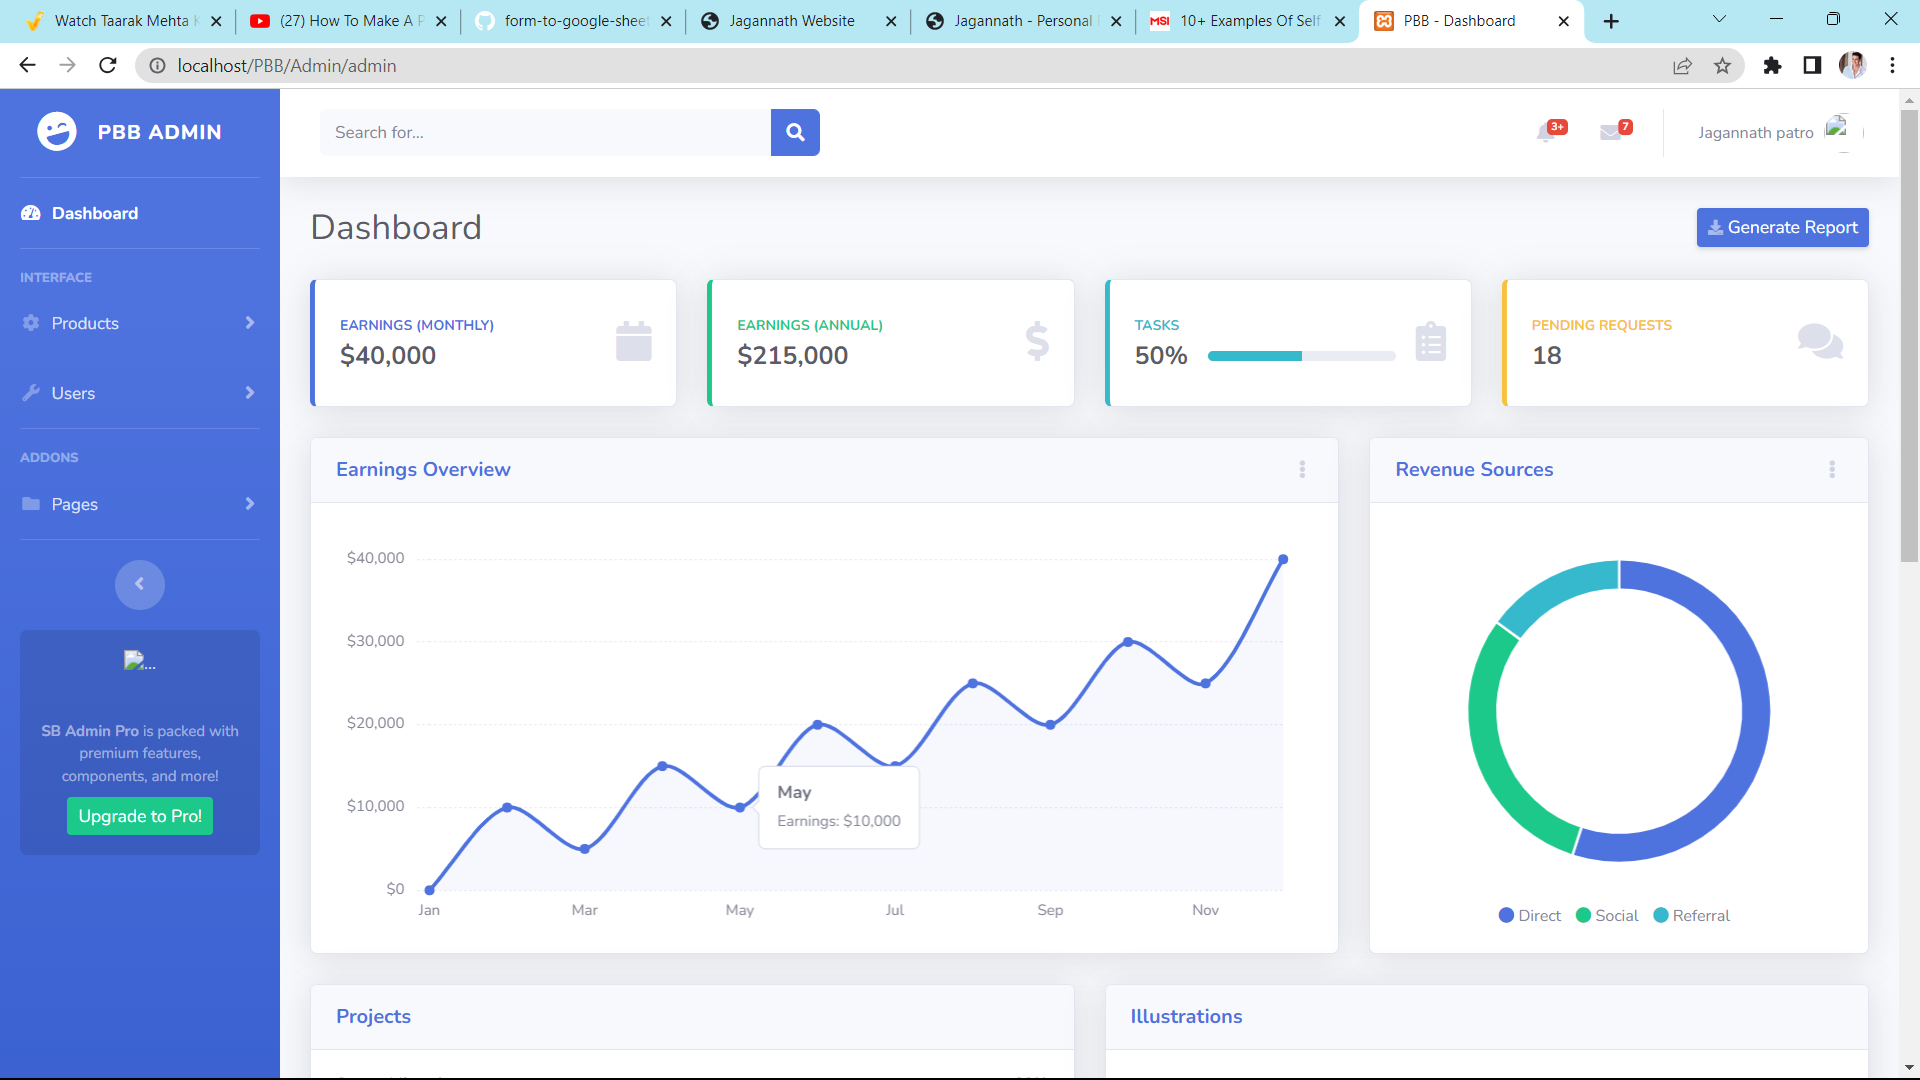 Watch Taarak Mehta K
(27) How To Make A P
form-to-google-sheet
Jagannath Website
Jagannath - Personal
MSI 10+ Examples Of Self
PBB - Dashboard
localhost/PBB/Admin/admin
PBB ADMIN
Search for...
3+
7
Jagannath patro
Dashboard
Dashboard
Generate Report
INTERFACE
Products
Users
ADDONS
Pages
...
SB Admin Pro is packed with
premium features,
components, and more!
Upgrade to Pro!
EARNINGS (MONTHLY)
$40,000
EARNINGS (ANNUAL)
$215,000
TASKS
50%
PENDING REQUESTS
18
Earnings Overview
$40,000
$30,000
$20,000
$10,000
$0
Jan Mar May Jul Sep Nov
May
Earnings: $10,000
Revenue Sources
Direct Social Referral
Projects
Illustrations